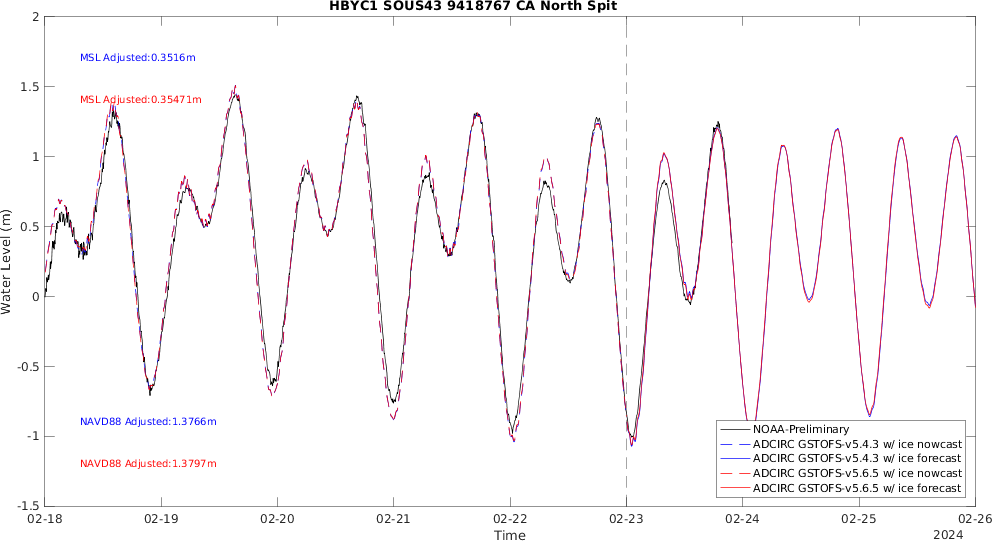 HBYC1 SOUS43 9418767 CA North Spit
2
1.5
1
0.5
0
-0.5
-1
-1.5
Water Level (m)
MSL Adjusted:0.3516m
MSL Adjusted:0.35471m
NAVD88 Adjusted:1.3766m
NAVD88 Adjusted:1.3797m
NOAA-Preliminary
ADCIRC GSTOFS-v5.4.3 w/ ice nowcast
ADCIRC GSTOFS-v5.4.3 w/ ice forecast
ADCIRC GSTOFS-v5.6.5 w/ ice nowcast
ADCIRC GSTOFS-v5.6.5 w/ ice forecast
02-18 02-19 02-20 02-21 02-22 02-23 02-24 02-25 02-26
Time
2024